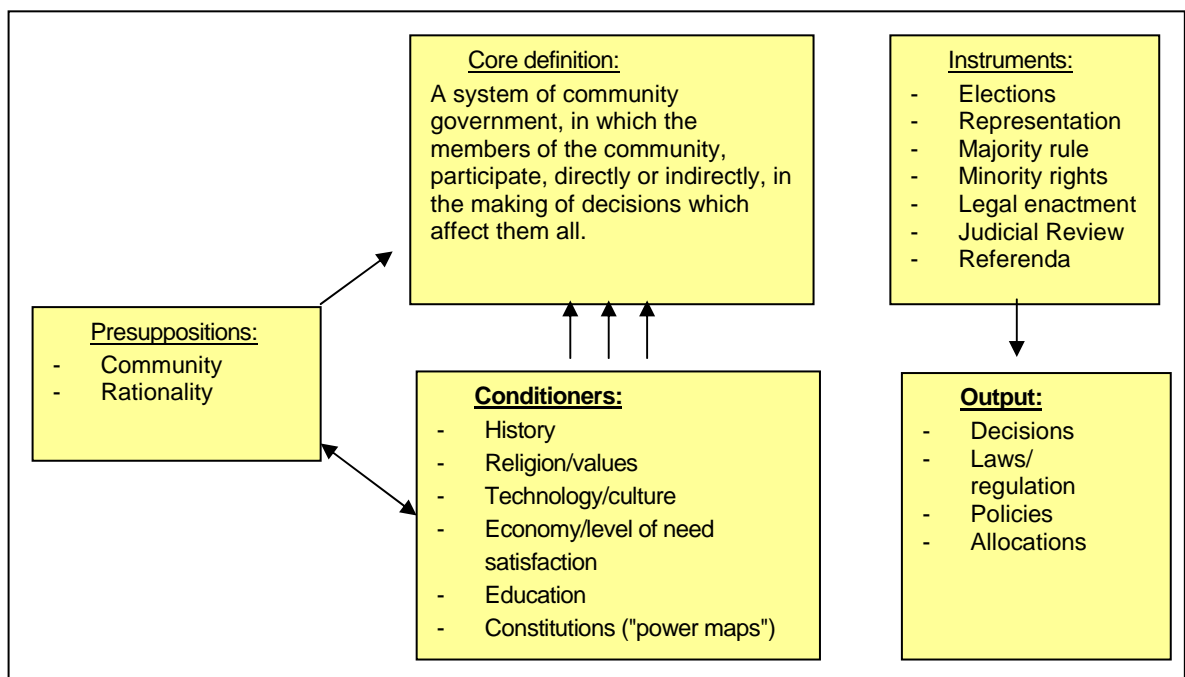 Core definition:
A system of community
government, in which the
members of the community,
participate, directly or indirectly, in
the making of decisions which
affect them all.
Instruments:
- Elections
- Representation
- Majority rule
- Minority rights
- Legal enactment
- Judicial Review
- Referenda
Presuppositions:
- Community
- Rationality
Conditioners:
- History
- Religion/values
- Technology/culture
- Economy/level of need
satisfaction
- Education
- Constitutions ("power maps")
Output:
- Decisions
- Laws/
regulation
- Policies
- Allocations